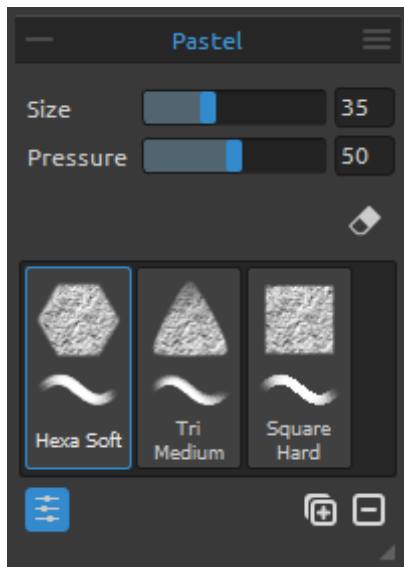 Pastel
Size 35
Pressure 50
Hexa Soft
Tri
Medium
Square
Hard